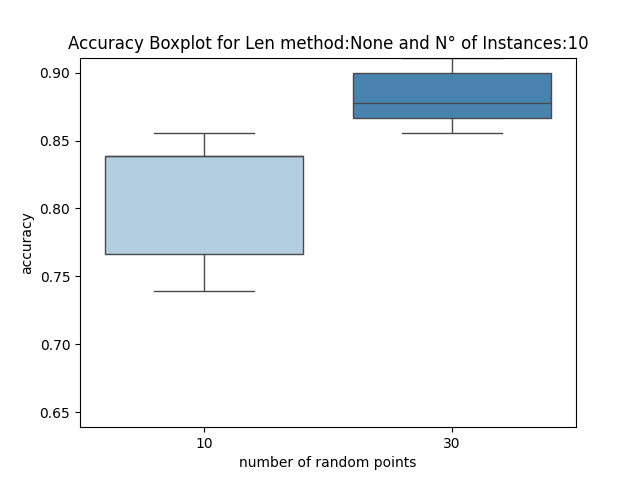 Accuracy Boxplot for Len method:None and N° of Instances:10
0.90
0.85
0.80
0.75
0.70
0.65
accuracy
10
30
number of random points